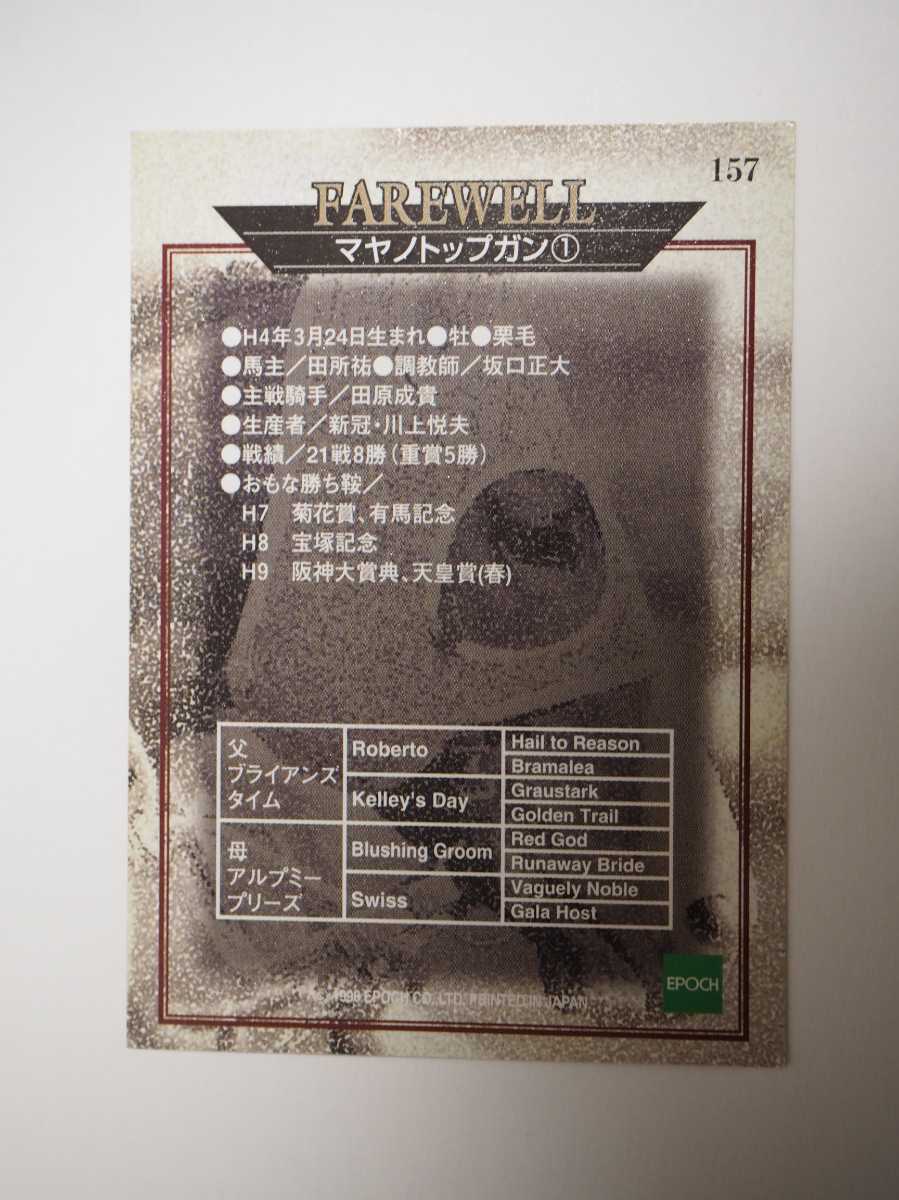 157
FAREWELL
マヤノトップガン①
●H4年3月24日生まれ●牡●栗毛
●馬主／田所祐●調教師／坂口正大
●主戦騎手／田原成貴
●生産者／新冠・川上悦夫
●戦績／21戦8勝(重賞5勝)
●おもな勝ち鞍／
H7 菊花賞、有馬記念
H8 宝塚記念
H9 阪神大賞典、天皇賞(春)
父
ブライアンズ
タイム
Roberto
Hail to Reason
Bramalea
Kelley's Day
Graustark
Golden Trail
母
アルプミー
プリーズ
Blushing Groom
Red God
Runaway Bride
Swiss
Vaguely Noble
Gala Host
EPOCH
EPOCH CO., LTD. PRINTED IN JAPAN